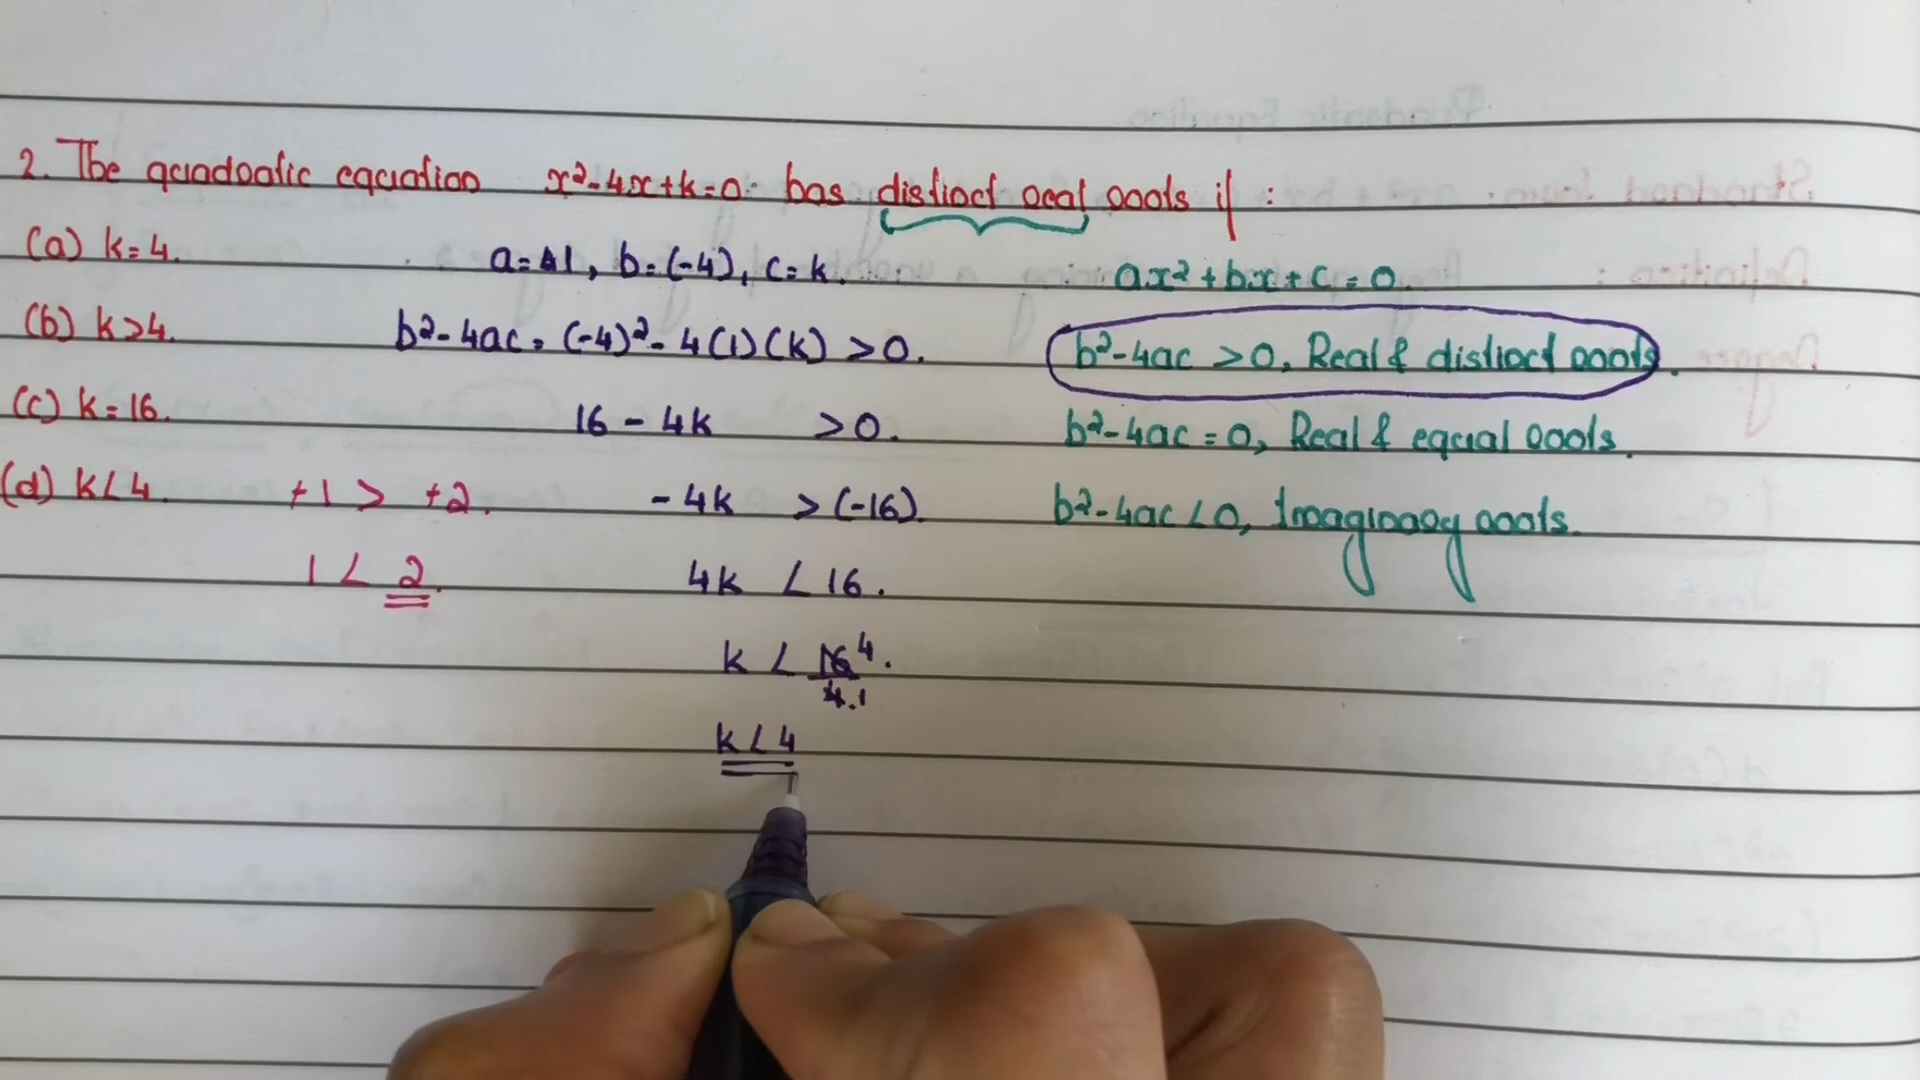 2. The quadratic equation x²-4x+k=0 has distinct real roots if :
(a) k=4.
a=1, b=(-4), c=k.
ax²+bx+c=0.
(b) k>4.
b²-4ac = (-4)²-4(1)(k) >0.
b²-4ac >0, Real & distinct roots.
(c) k=16.
16-4k >0.
b²-4ac=0, Real & equal roots.
(d) k<4.
+1 > +2.
-4k >(-16).
b²-4ac<0, Imaginary roots.
1 < 2.
4k <16.
k < 16 4.
4.1
k<4